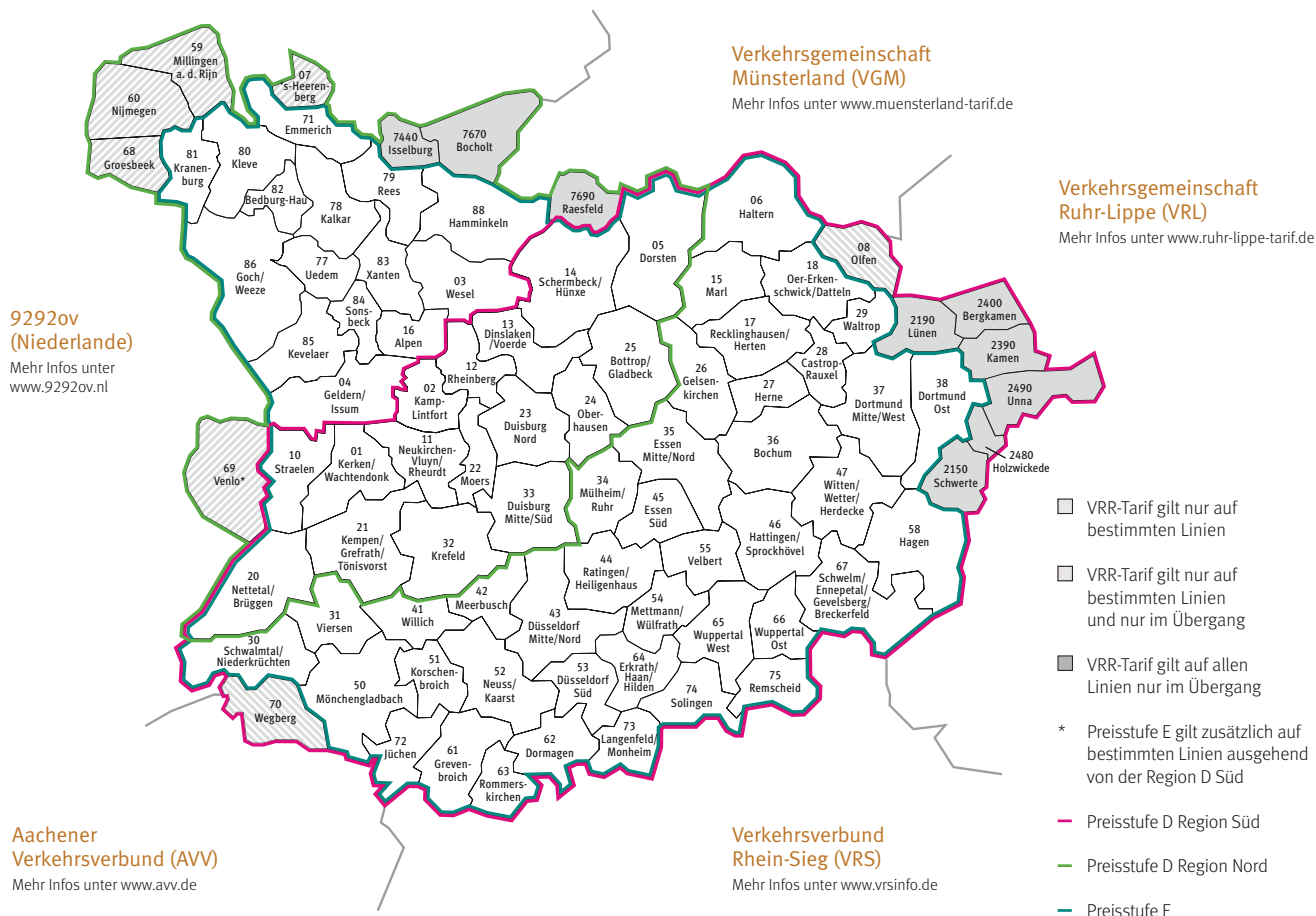 Verkehrsgemeinschaft
Münsterland (VGM)
Mehr Infos unter www.muensterland-tarif.de
Verkehrsgemeinschaft
Ruhr-Lippe (VRL)
Mehr Infos unter www.ruhr-lippe-tarif.de
9292ov
(Niederlande)
Mehr Infos unter
www.9292ov.nl
59
Millingen
a. d. Rijn
07
's-Heeren-
berg
60
Nijmegen
68
Groesbeek
71
Emmerich
7440
Isselburg
7670
Bocholt
81
Kranen-
burg
80
Kleve
82
Bedburg-Hau
79
Rees
78
Kalkar
88
Hamminkeln
7690
Raesfeld
06
Haltern
05
Dorsten
08
Olfen
86
Goch/
Weeze
77
Uedem
83
Xanten
03
Wesel
14
Schermbeck/
Hünxe
15
Marl
18
Oer-Erken-
schwick/Datteln
2400
Bergkamen
2190
Lünen
29
Waltrop
84
Sons-
beck
16
Alpen
13
Dinslaken
/Voerde
17
Recklinghausen/
Herten
2390
Kamen
85
Kevelaer
12
Rheinberg
25
Bottrop/
Gladbeck
26
Gelsen-
kirchen
28
Castrop-
Rauxel
2490
Unna
04
Geldern/
Issum
02
Kamp-
Lintfort
27
Herne
37
Dortmund
Mitte/West
38
Dortmund
Ost
23
Duisburg
Nord
24
Ober-
hausen
10
Straelen
01
Kerken/
Wachtendonk
11
Neukirchen-
Vluyn/
Rheurdt
35
Essen
Mitte/Nord
36
Bochum
2480
Holzwickede
69
Venlo*
22
Moers
33
Duisburg
Mitte/Süd
34
Mülheim/
Ruhr
45
Essen
Süd
47
Witten/
Wetter/
Herdecke
2150
Schwerte
21
Kempen/
Grefrath/
Tönisvorst
32
Krefeld
46
Hattingen/
Sprockhövel
58
Hagen
44
Ratingen/
Heiligenhaus
55
Velbert
67
Schwelm/
Ennepetal/
Gevelsberg/
Breckerfeld
20
Nettetal/
Brüggen
31
Viersen
41
Willich
42
Meerbusch
43
Düsseldorf
Mitte/Nord
54
Mettmann/
Wülfrath
65
Wuppertal
West
66
Wuppertal
Ost
30
Schwalmtal/
Niederkrüchten
50
Mönchengladbach
51
Korschen-
broich
52
Neuss/
Kaarst
53
Düsseldorf
Süd
64
Erkrath/
Haan/
Hilden
74
Solingen
75
Remscheid
70
Wegberg
72
Jüchen
61
Greven-
broich
62
Dormagen
73
Langenfeld/
Monheim
63
Rommers-
kirchen
VRR-Tarif gilt nur auf
bestimmten Linien
VRR-Tarif gilt nur auf
bestimmten Linien
und nur im Übergang
VRR-Tarif gilt auf allen
Linien nur im Übergang
* Preisstufe E gilt zusätzlich auf
bestimmten Linien ausgehend
von der Region D Süd
Preisstufe D Region Süd
Preisstufe D Region Nord
Preisstufe E
Aachener
Verkehrsverbund (AVV)
Mehr Infos unter www.avv.de
Verkehrsverbund
Rhein-Sieg (VRS)
Mehr Infos unter www.vrsinfo.de